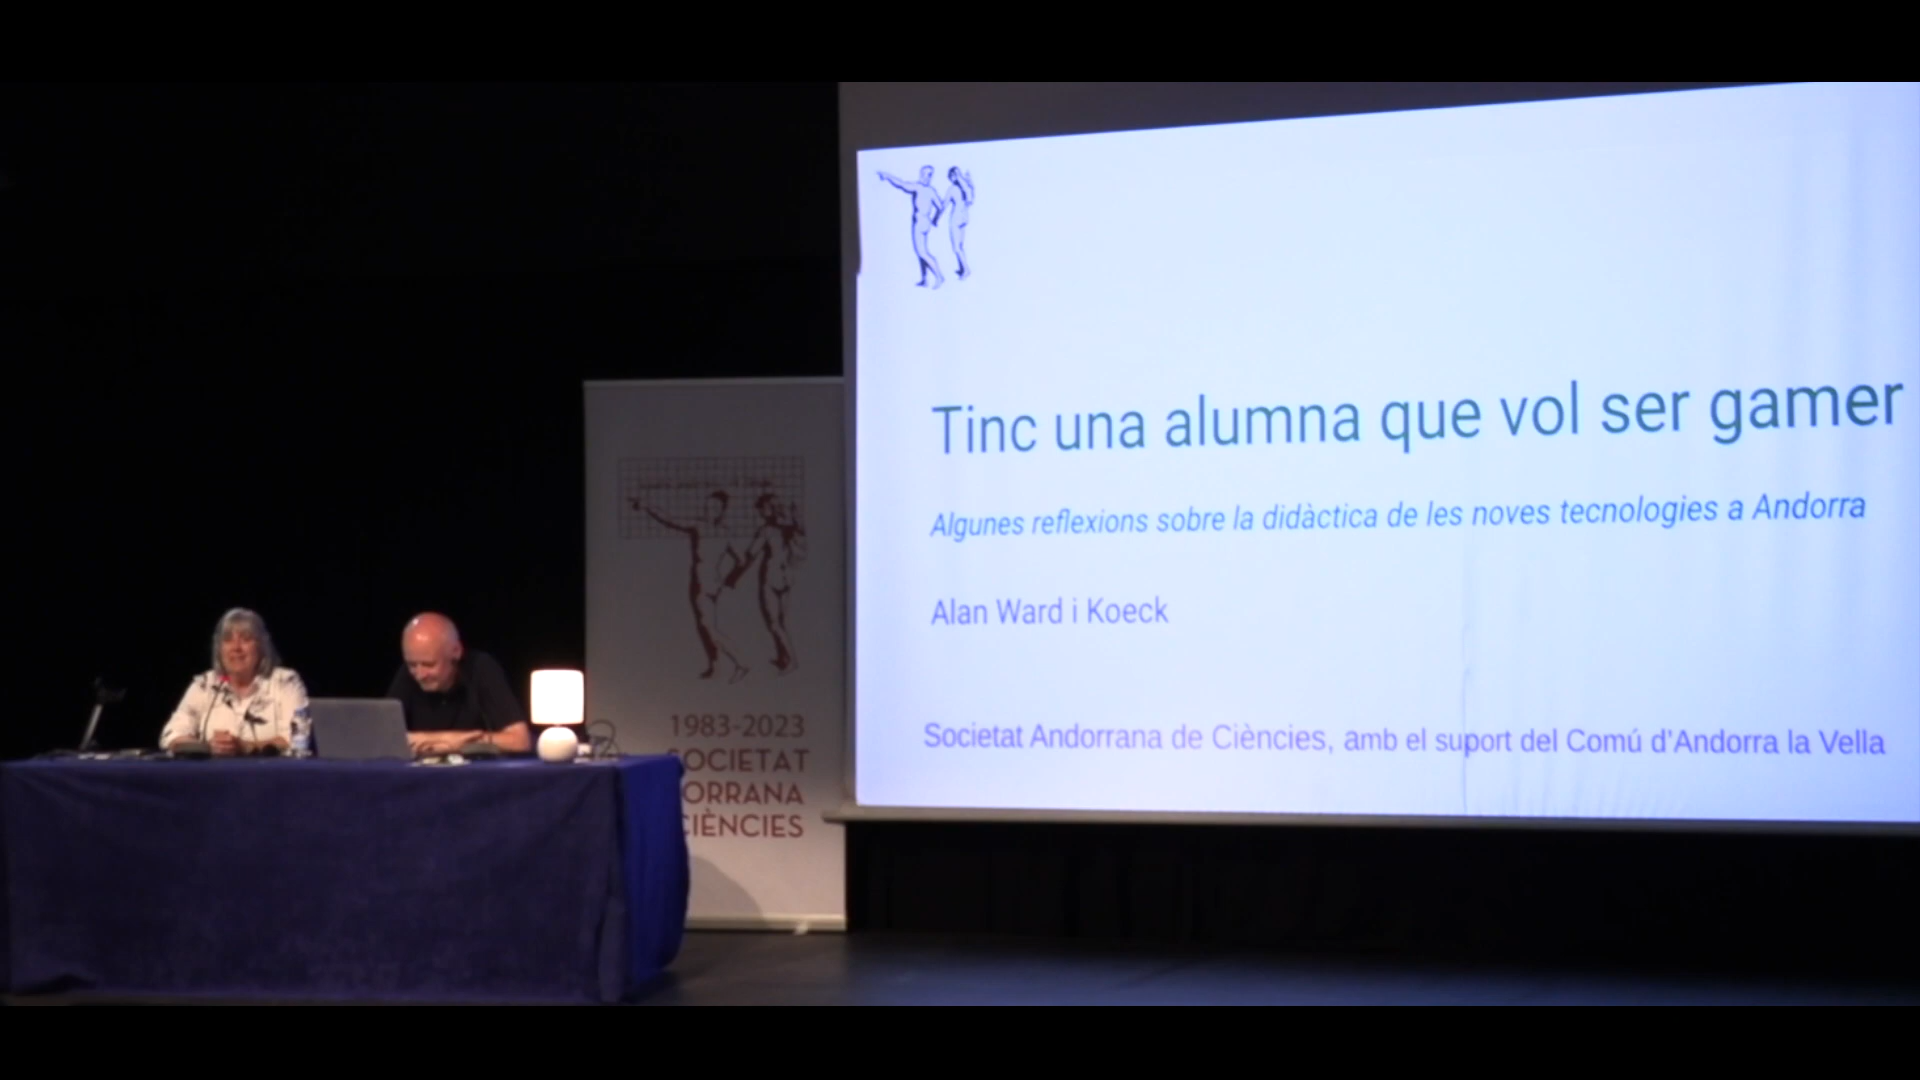 Tinc una alumna que vol ser gamer
Algunes reflexions sobre la didàctica de les noves tecnologies a Andorra
Alan Ward i Koeck
Societat Andorrana de Ciències, amb el suport del Comú d'Andorra la Vella
1983-2023
OCIETAT
ORRANA
CIÈNCIES